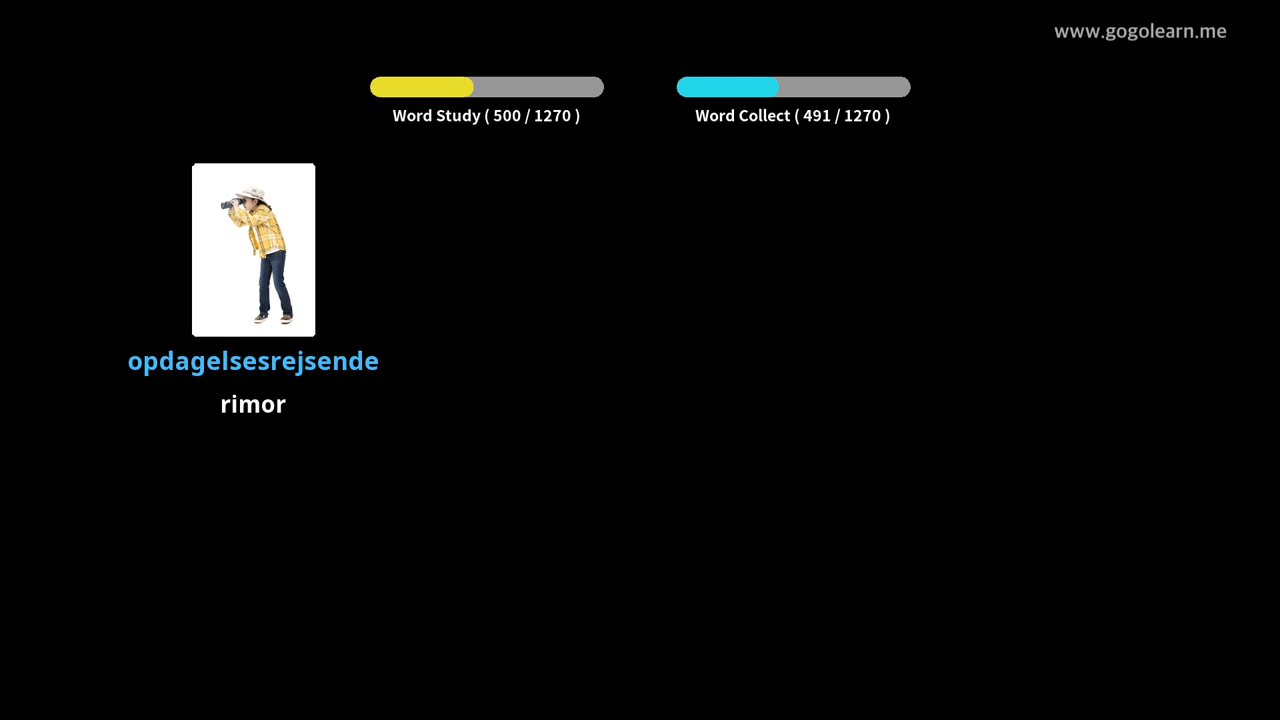 www.gogolearn.me
Word Study ( 500 / 1270 )
Word Collect ( 491 / 1270 )
opdagelsesrejsende
rimor